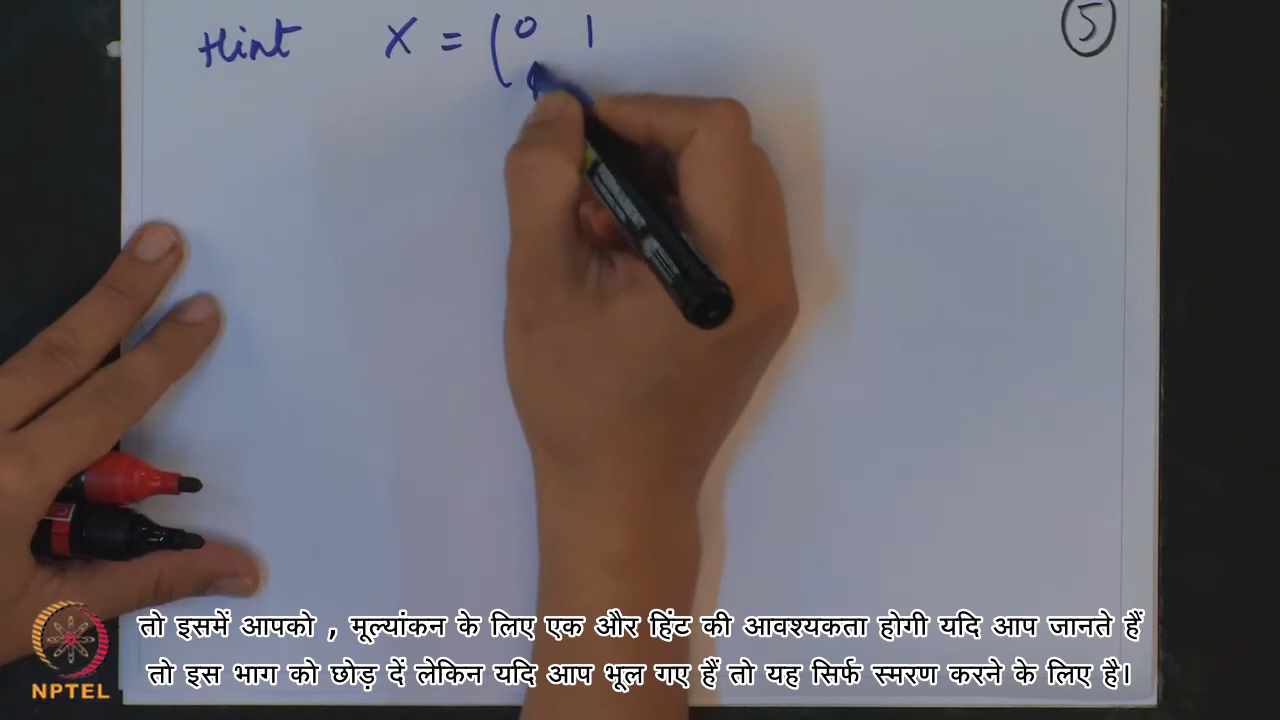 Hint X = ( 0 1
5
तो इसमें आपको , मूल्यांकन के लिए एक और हिंट की आवश्यकता होगी यदि आप जानते हैं
तो इस भाग को छोड़ दें लेकिन यदि आप भूल गए हैं तो यह सिर्फ स्मरण करने के लिए है।
NPTEL